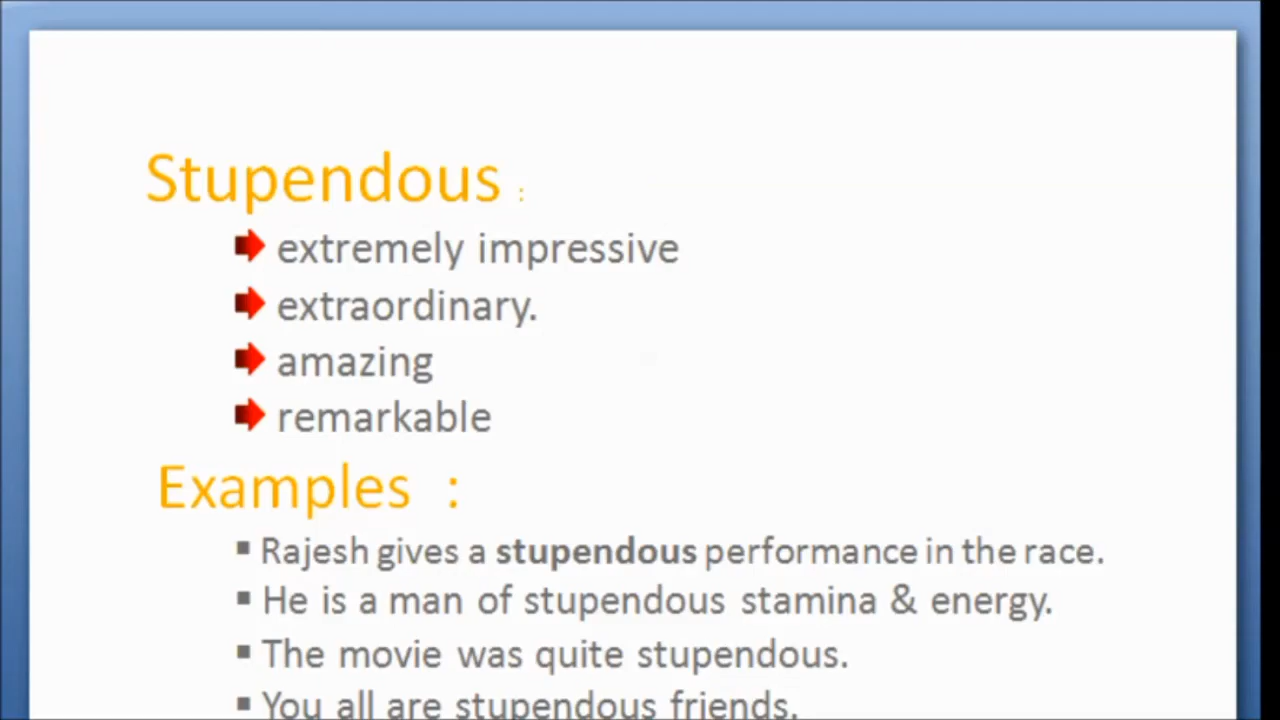 Stupendous :
extremely impressive
extraordinary.
amazing
remarkable
Examples :
Rajesh gives a stupendous performance in the race.
He is a man of stupendous stamina & energy.
The movie was quite stupendous.
You all are stupendous friends.